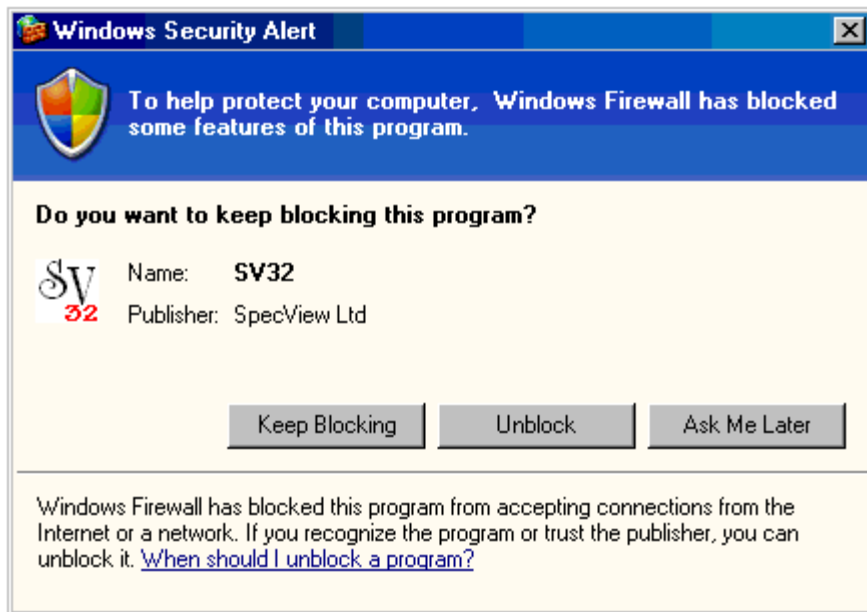 Windows Security Alert
To help protect your computer, Windows Firewall has blocked
some features of this program.
Do you want to keep blocking this program?
SV
32
Name: SV32
Publisher: SpecView Ltd
Keep Blocking Unblock Ask Me Later
Windows Firewall has blocked this program from accepting connections from the
Internet or a network. If you recognize the program or trust the publisher, you can
unblock it. When should I unblock a program?